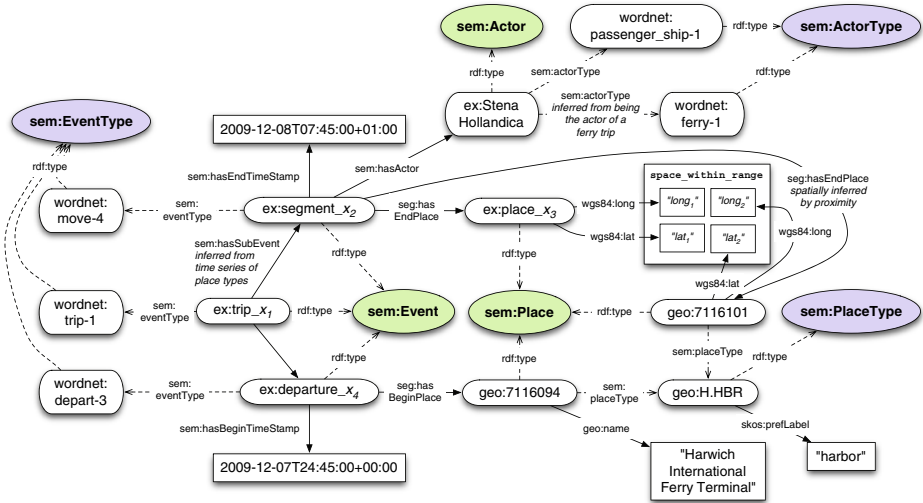 sem:Actor
wordnet:
passenger_ship-1
rdf:type
sem:ActorType
rdf:type
sem:actorType
rdf:type
sem:EventType
2009-12-08T07:45:00+01:00
ex:Stena
Hollandica
sem:actorType
inferred from being
the actor of a
ferry trip
wordnet:
ferry-1
rdf:type
sem:hasEndTimeStamp
sem:hasActor
space_within_range
seg:hasEndPlace
spatially inferred
by proximity
wordnet:
move-4
sem:
eventType
ex:segment_x2
seg:has
EndPlace
ex:place_x3
wgs84:long
"long1"
"long2"
wgs84:lat
"lat1"
"lat2"
wgs84:long
sem:hasSubEvent
inferred from
time series of
place types
rdf:type
rdf:type
wgs84:lat
wordnet:
trip-1
sem:
eventType
ex:trip_x1
rdf:type
sem:Event
sem:Place
rdf:type
geo:7116101
sem:PlaceType
rdf:type
rdf:type
sem:placeType
rdf:type
wordnet:
depart-3
sem:
eventType
ex:departure_x4
seg:has
BeginPlace
geo:7116094
sem:
placeType
geo:H.HBR
sem:hasBeginTimeStamp
geo:name
skos:prefLabel
2009-12-07T24:45:00+00:00
"Harwich
International
Ferry Terminal"
"harbor"